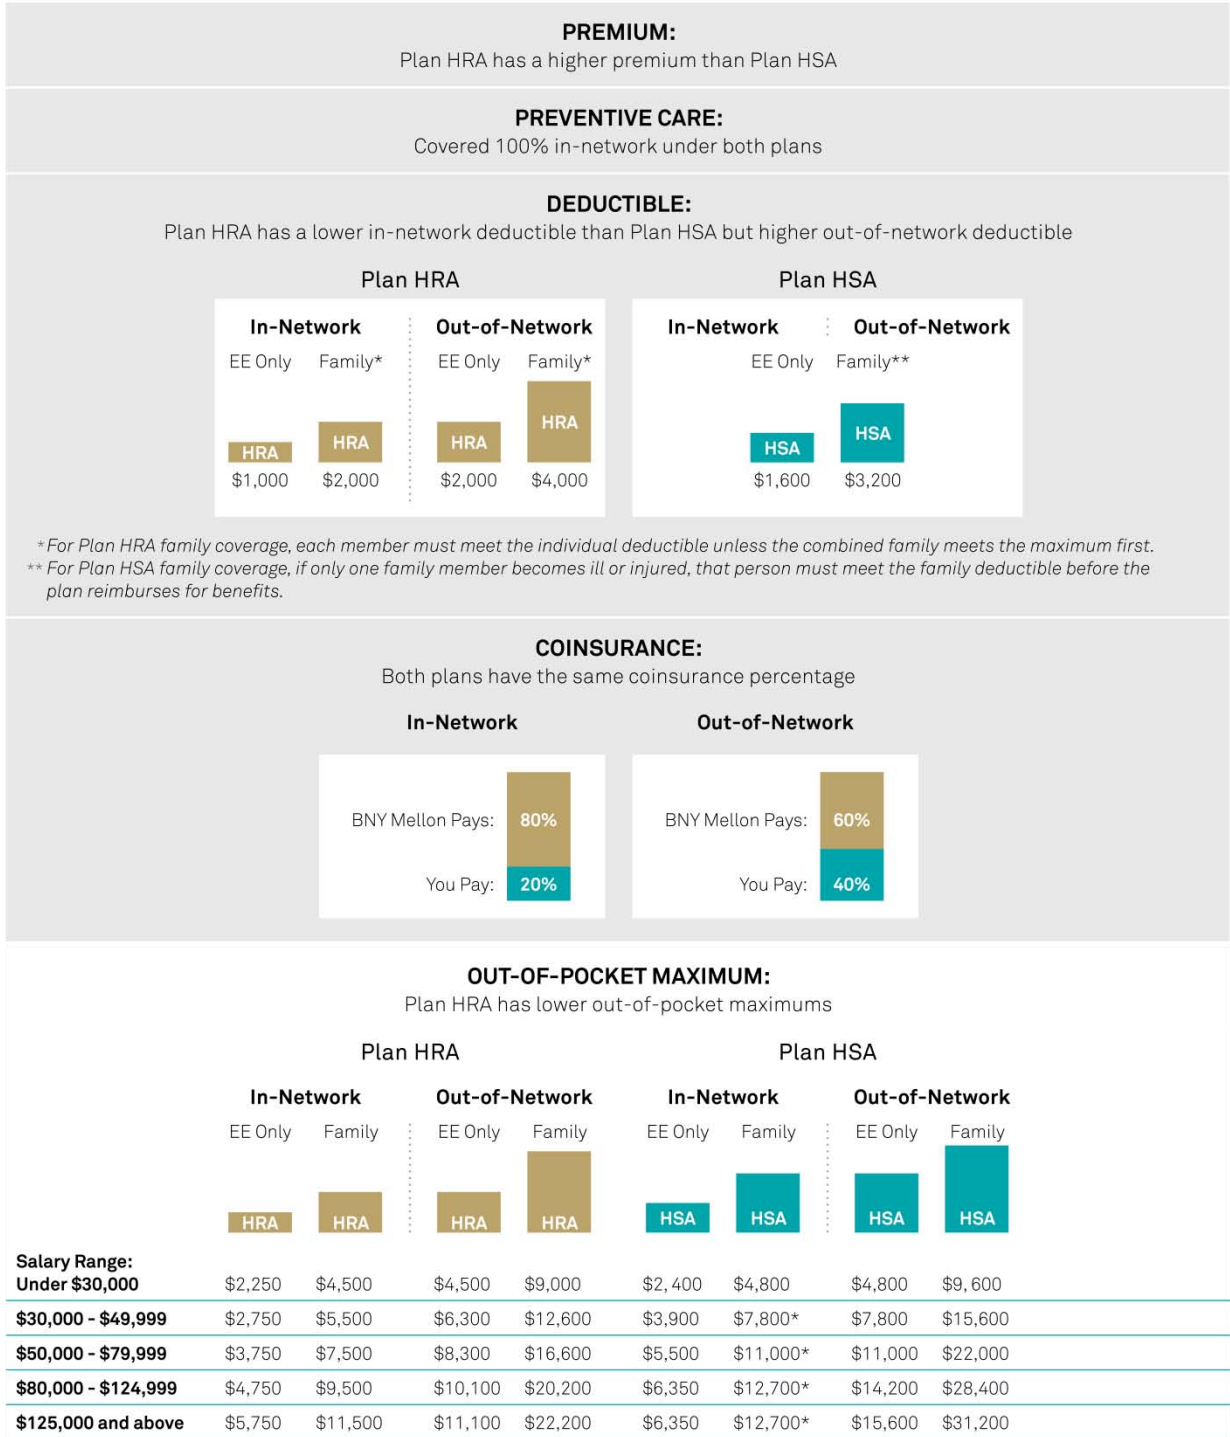 PREMIUM:
Plan HRA has a higher premium than Plan HSA
PREVENTIVE CARE:
Covered 100% in-network under both plans
DEDUCTIBLE:
Plan HRA has a lower in-network deductible than Plan HSA but higher out-of-network deductible
Plan HRA Plan HSA
In-Network Out-of-Network In-Network Out-of-Network
EE Only Family* EE Only Family* EE Only Family**
HRA HRA HRA HRA HSA HSA
$1,000 $2,000 $2,000 $4,000 $1,600 $3,200
*For Plan HRA family coverage, each member must meet the individual deductible unless the combined family meets the maximum first.
** For Plan HSA family coverage, if only one family member becomes ill or injured, that person must meet the family deductible before the
plan reimburses for benefits.
COINSURANCE:
Both plans have the same coinsurance percentage
In-Network Out-of-Network
BNY Mellon Pays: 80% BNY Mellon Pays: 60%
You Pay: 20% You Pay: 40%
OUT-OF-POCKET MAXIMUM:
Plan HRA has lower out-of-pocket maximums
Plan HRA Plan HSA
In-Network Out-of-Network In-Network Out-of-Network
EE Only Family EE Only Family EE Only Family EE Only Family
HRA HRA HRA HRA HSA HSA HSA HSA
Salary Range:
Under $30,000 $2,250 $4,500 $4,500 $9,000 $2,400 $4,800 $4,800 $9,600
$30,000 - $49,999 $2,750 $5,500 $6,300 $12,600 $3,900 $7,800* $7,800 $15,600
$50,000 - $79,999 $3,750 $7,500 $8,300 $16,600 $5,500 $11,000* $11,000 $22,000
$80,000 - $124,999 $4,750 $9,500 $10,100 $20,200 $6,350 $12,700* $14,200 $28,400
$125,000 and above $5,750 $11,500 $11,100 $22,200 $6,350 $12,700* $15,600 $31,200